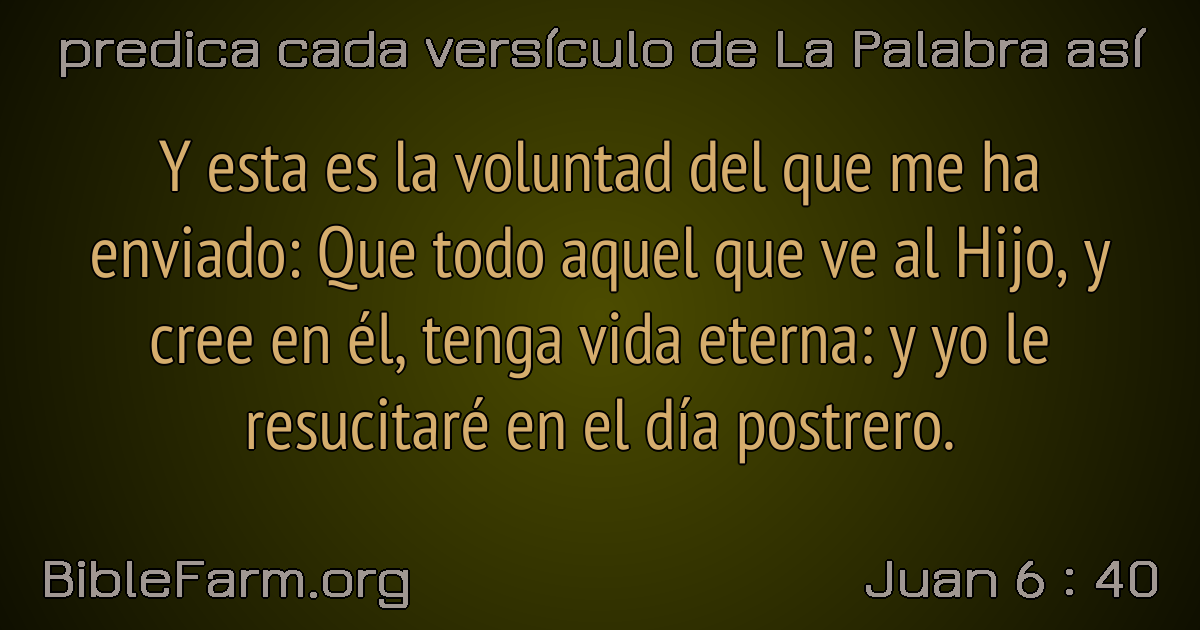 predica cada versículo de La Palabra así
Y esta es la voluntad del que me ha
enviado: Que todo aquel que ve al Hijo, y
cree en él, tenga vida eterna: y yo le
resucitaré en el día postrero.
BibleFarm.org
Juan 6 : 40